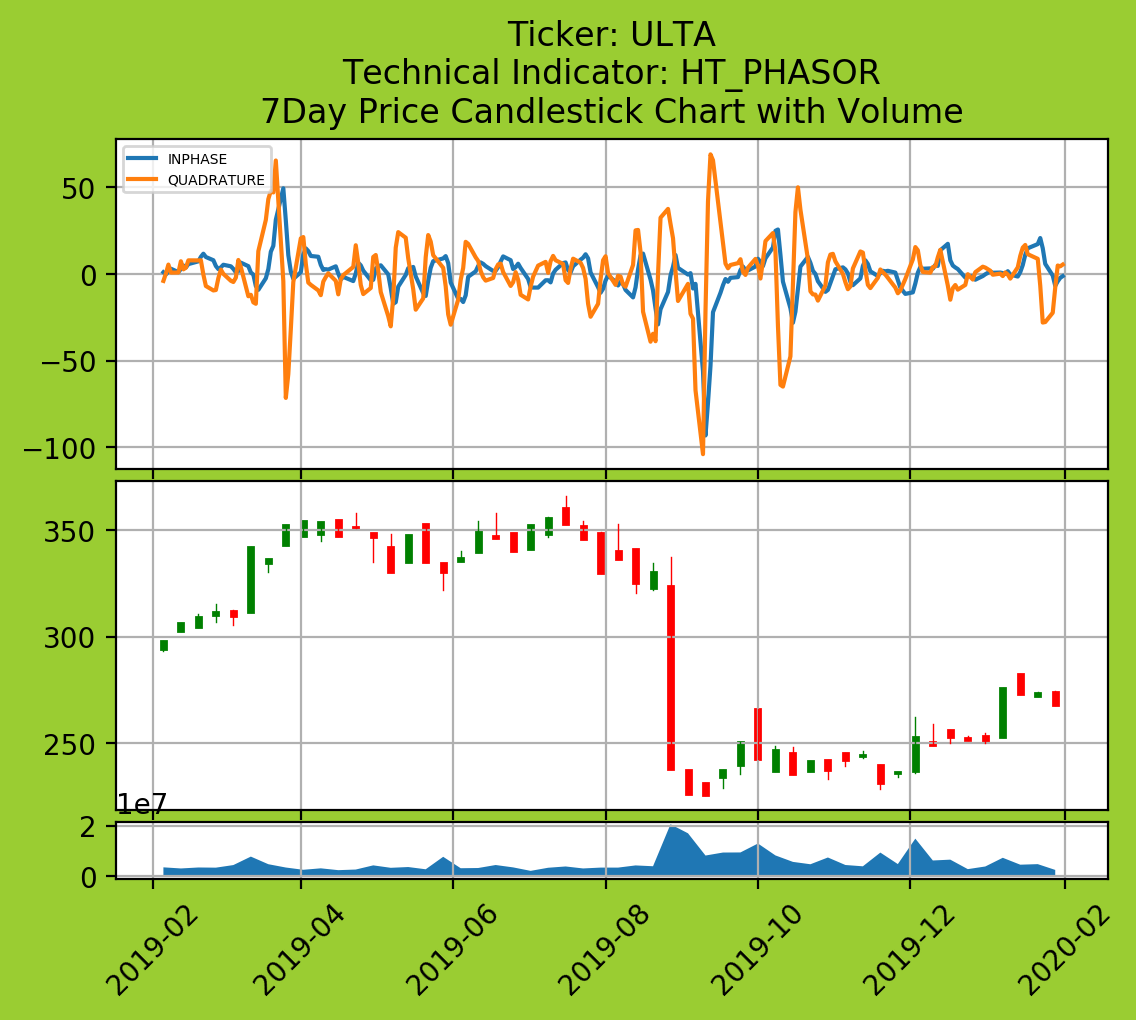 Ticker: ULTA
Technical Indicator: HT_PHASOR
7Day Price Candlestick Chart with Volume
INPHASE
QUADRATURE
50
0
−50
−100
350
300
250
1e7
2
0
2019-02
2019-04
2019-06
2019-08
2019-10
2019-12
2020-02